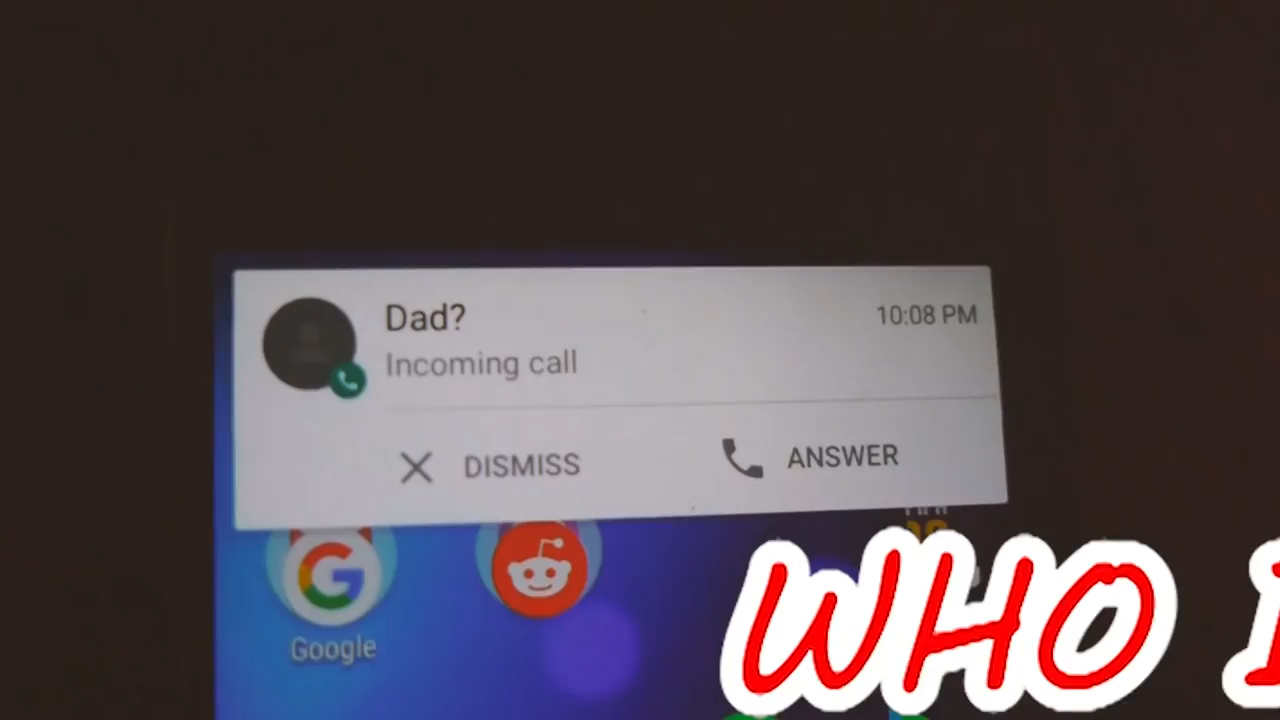 Dad?
10:08 PM
Incoming call
DISMISS
ANSWER
Google
WHO